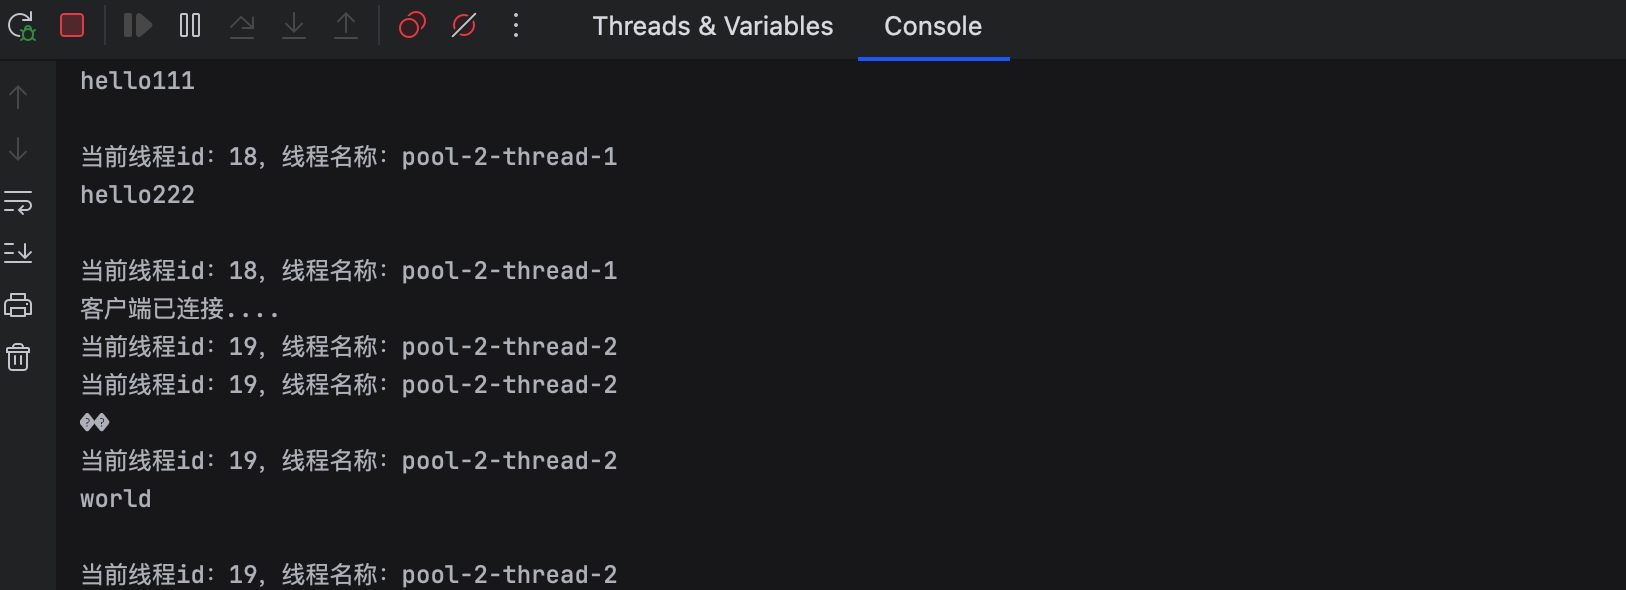 Threads & Variables
Console
hello111
当前线程id：18，线程名称：pool-2-thread-1
hello222
当前线程id：18，线程名称：pool-2-thread-1
客户端已连接....
当前线程id：19，线程名称：pool-2-thread-2
当前线程id：19，线程名称：pool-2-thread-2
��
当前线程id：19，线程名称：pool-2-thread-2
world
当前线程id：19，线程名称：pool-2-thread-2